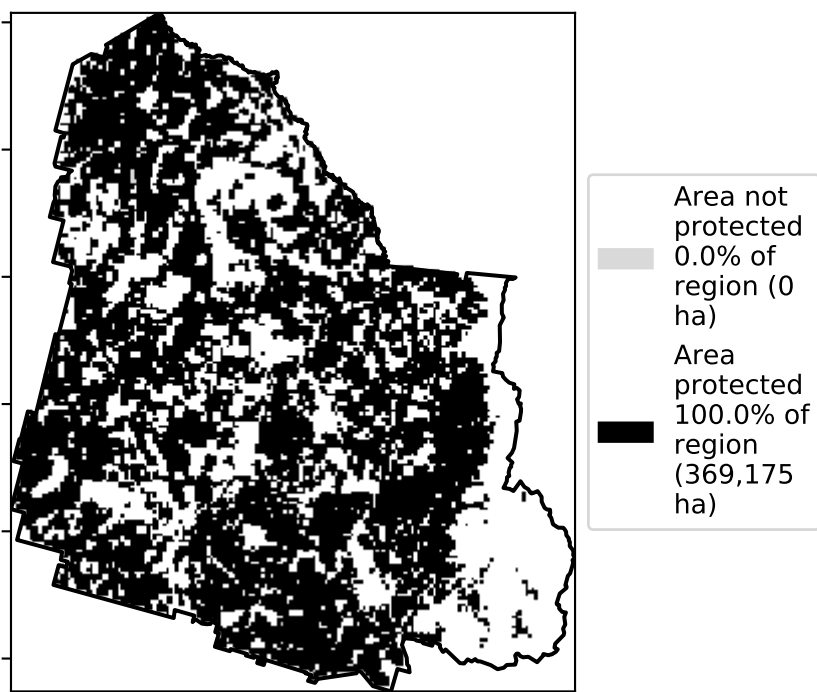 Area not
protected
0.0% of
region (0
ha)
Area
protected
100.0% of
region
(369,175
ha)